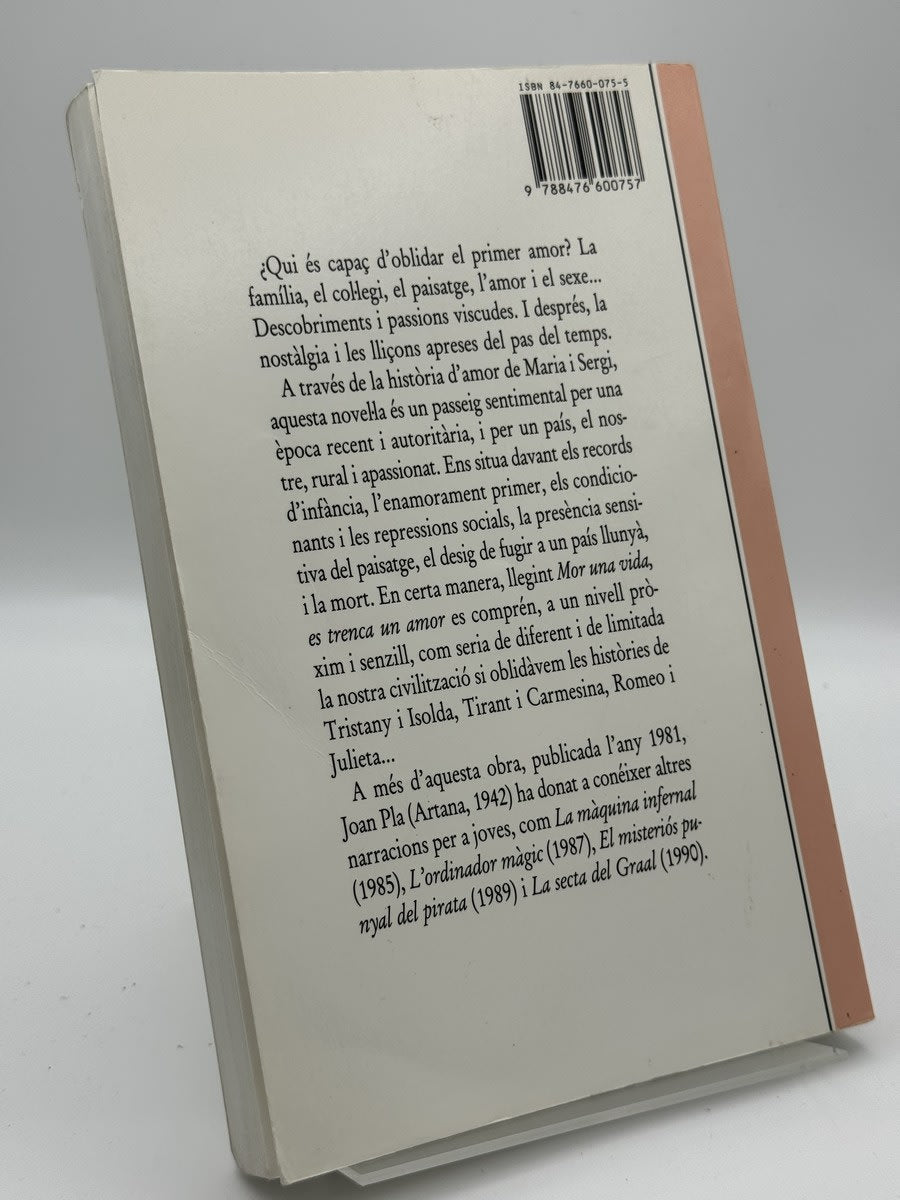 ISBN 84-7660-075-5
9 788476 600757
¿Qui és capaç d'oblidar el primer amor? La
família, el col·legi, el paisatge, l'amor i el sexe...
Descobriments i passions viscudes. I després, la
nostàlgia i les lliçons apreses del pas del temps.
A través de la història d'amor de Maria i Sergi,
aquesta novel·la és un passeig sentimental per una
època recent i autoritària, i per un país, el nos-
tre, rural i apassionat. Ens situa davant els records
d'infància, l'enamorament primer, els condicio-
nants i les repressions socials, la presència sensi-
tiva del paisatge, el desig de fugir a un país llunyà,
i la mort. En certa manera, llegint Mor una vida,
es trenca un amor es comprén, a un nivell prò-
xim i senzill, com seria de diferent i de limitada
la nostra civilització si oblidàvem les històries de
Tristany i Isolda, Tirant i Carmesina, Romeo i
Julieta...
A més d'aquesta obra, publicada l'any 1981,
Joan Pla (Artana, 1942) ha donat a conéixer altres
narracions per a joves, com La màquina infernal
(1985), L'ordinador màgic (1987), El misteriós pu-
nyal del pirata (1989) i La secta del Graal (1990).